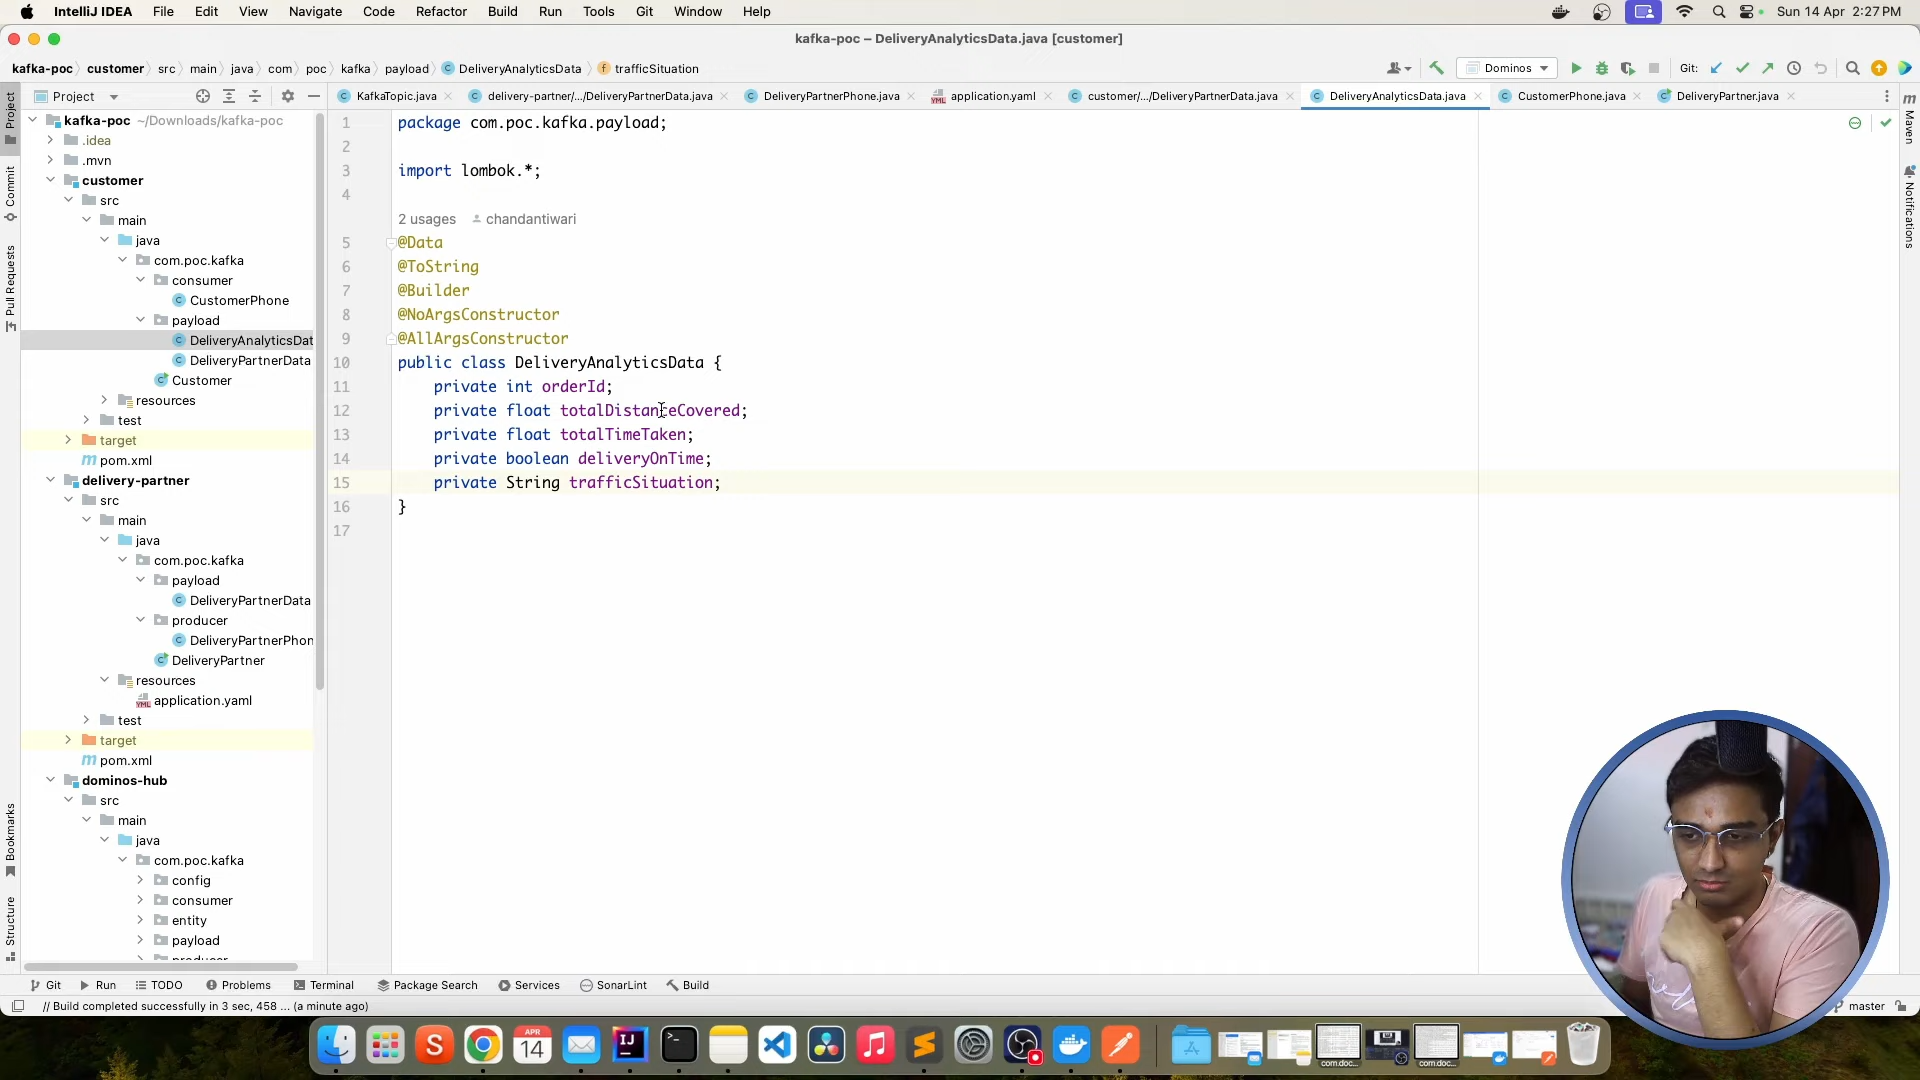 IntelliJ IDEA File Edit View Navigate Code Refactor Build Run Tools Git Window Help Sun 14 Apr 2:27 PM
kafka-poc – DeliveryAnalyticsData.java [customer]
kafka-poc customer src main java com poc kafka payload DeliveryAnalyticsData trafficSituation Dominos Git:
Project KafkaTopic.java delivery-partner/.../DeliveryPartnerData.java DeliveryPartnerPhone.java application.yaml customer/.../DeliveryPartnerData.java DeliveryAnalyticsData.java CustomerPhone.java DeliveryPartner.java
Project
Commit
Pull Requests
Bookmarks
Structure
kafka-poc ~/Downloads/kafka-poc
.idea
.mvn
customer
src
main
java
com.poc.kafka
consumer
CustomerPhone
payload
DeliveryAnalyticsDat
DeliveryPartnerData
Customer
resources
test
target
pom.xml
delivery-partner
src
main
java
com.poc.kafka
payload
DeliveryPartnerData
producer
DeliveryPartnerPhon
DeliveryPartner
resources
application.yaml
test
target
pom.xml
dominos-hub
src
main
java
com.poc.kafka
config
consumer
entity
payload
producer
1 package com.poc.kafka.payload;
2
3 import lombok.*;
4
2 usages chandantiwari
5 @Data
6 @ToString
7 @Builder
8 @NoArgsConstructor
9 @AllArgsConstructor
10 public class DeliveryAnalyticsData {
11 private int orderId;
12 private float totalDistanceCovered;
13 private float totalTimeTaken;
14 private boolean deliveryOnTime;
15 private String trafficSituation;
16 }
17
Maven
Notifications
Git Run TODO Problems Terminal Package Search Services SonarLint Build
// Build completed successfully in 3 sec, 458 ... (a minute ago) master
APR
14
IJ
com.doc...
com.doc...